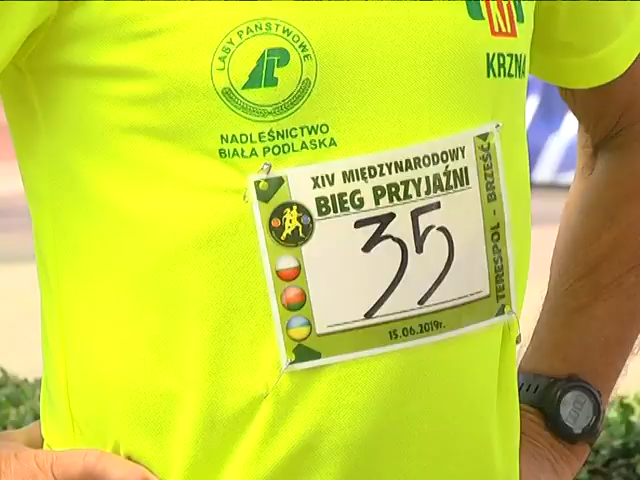 LASY PAŃSTWOWE
NADLEŚNICTWO
BIAŁA PODLASKA
KRZNA
XIV MIĘDZYNARODOWY
BIEG PRZYJAŹNI
35
TERESPOL - BRZEŚĆ
15.06.2019r.